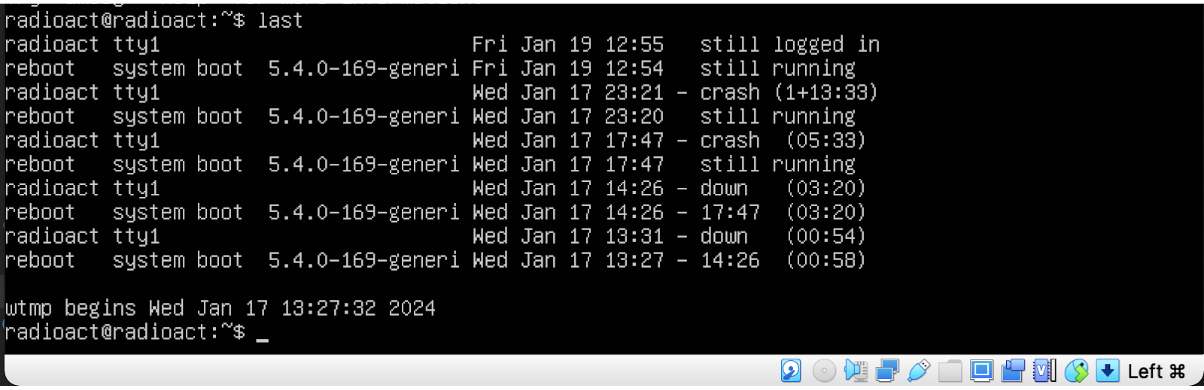 radioact@radioact:~$ last
radioact tty1                          Fri Jan 19 12:55   still logged in
reboot   system boot  5.4.0-169-generi Fri Jan 19 12:54   still running
radioact tty1                          Wed Jan 17 23:21 - crash (1+13:33)
reboot   system boot  5.4.0-169-generi Wed Jan 17 23:20   still running
radioact tty1                          Wed Jan 17 17:47 - crash  (05:33)
reboot   system boot  5.4.0-169-generi Wed Jan 17 17:47   still running
radioact tty1                          Wed Jan 17 14:26 - down   (03:20)
reboot   system boot  5.4.0-169-generi Wed Jan 17 14:26 - 17:47  (03:20)
radioact tty1                          Wed Jan 17 13:31 - down   (00:54)
reboot   system boot  5.4.0-169-generi Wed Jan 17 13:27 - 14:26  (00:58)
wtmp begins Wed Jan 17 13:27:32 2024
radioact@radioact:~$ _
Left ⌘